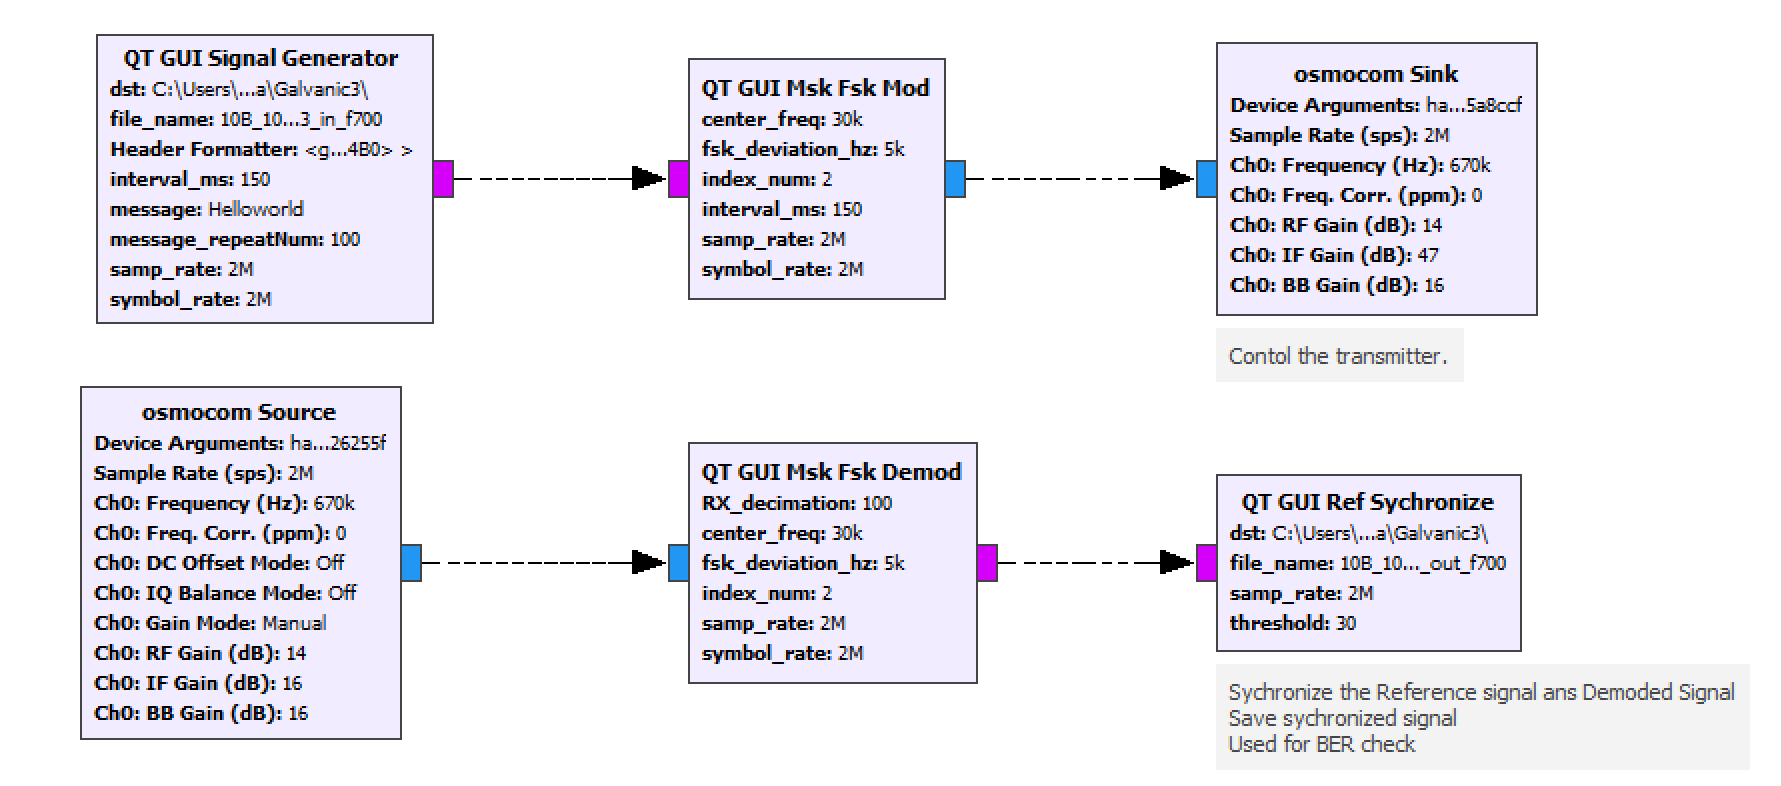 QT GUI Signal Generator
dst: C:\Users\...a\Galvanic3\
file_name: 10B_10...3_in_f700
Header Formatter: <g...4B0> >
interval_ms: 150
message: Helloworld
message_repeatNum: 100
samp_rate: 2M
symbol_rate: 2M
QT GUI Msk Fsk Mod
center_freq: 30k
fsk_deviation_hz: 5k
index_num: 2
interval_ms: 150
samp_rate: 2M
symbol_rate: 2M
osmocom Sink
Device Arguments: ha...5a8ccf
Sample Rate (sps): 2M
Ch0: Frequency (Hz): 670k
Ch0: Freq. Corr. (ppm): 0
Ch0: RF Gain (dB): 14
Ch0: IF Gain (dB): 47
Ch0: BB Gain (dB): 16
Contol the transmitter.
osmocom Source
Device Arguments: ha...26255f
Sample Rate (sps): 2M
Ch0: Frequency (Hz): 670k
Ch0: Freq. Corr. (ppm): 0
Ch0: DC Offset Mode: Off
Ch0: IQ Balance Mode: Off
Ch0: Gain Mode: Manual
Ch0: RF Gain (dB): 14
Ch0: IF Gain (dB): 16
Ch0: BB Gain (dB): 16
QT GUI Msk Fsk Demod
RX_decimation: 100
center_freq: 30k
fsk_deviation_hz: 5k
index_num: 2
samp_rate: 2M
symbol_rate: 2M
QT GUI Ref Sychronize
dst: C:\Users\...a\Galvanic3\
file_name: 10B_10..._out_f700
samp_rate: 2M
threshold: 30
Sychronize the Reference signal ans Demoded Signal
Save sychronized signal
Used for BER check